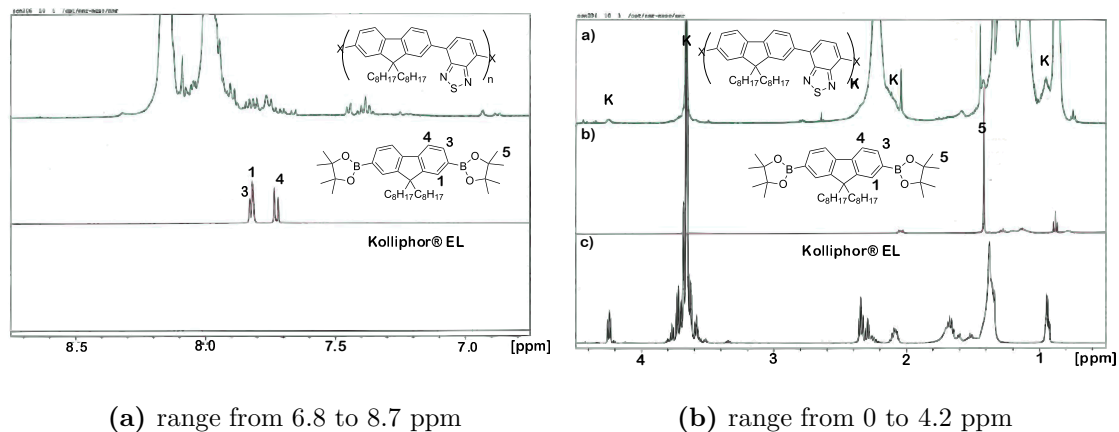 X
X
n
C₈H₁₇ C₈H₁₇
N
N
S
4
3
5
O
O
B
B
O
O
1
C₈H₁₇ C₈H₁₇
1
3
4
Kolliphor® EL
8.5
8.0
7.5
7.0
[ppm]
a)
K
X
X
C₈H₁₇ C₈H₁₇
n
K
K
K
K
N
N
S
b)
5
4
3
5
O
O
B
B
O
O
1
C₈H₁₇ C₈H₁₇
c)
Kolliphor® EL
4
3
2
1
[ppm]
(a) range from 6.8 to 8.7 ppm
(b) range from 0 to 4.2 ppm